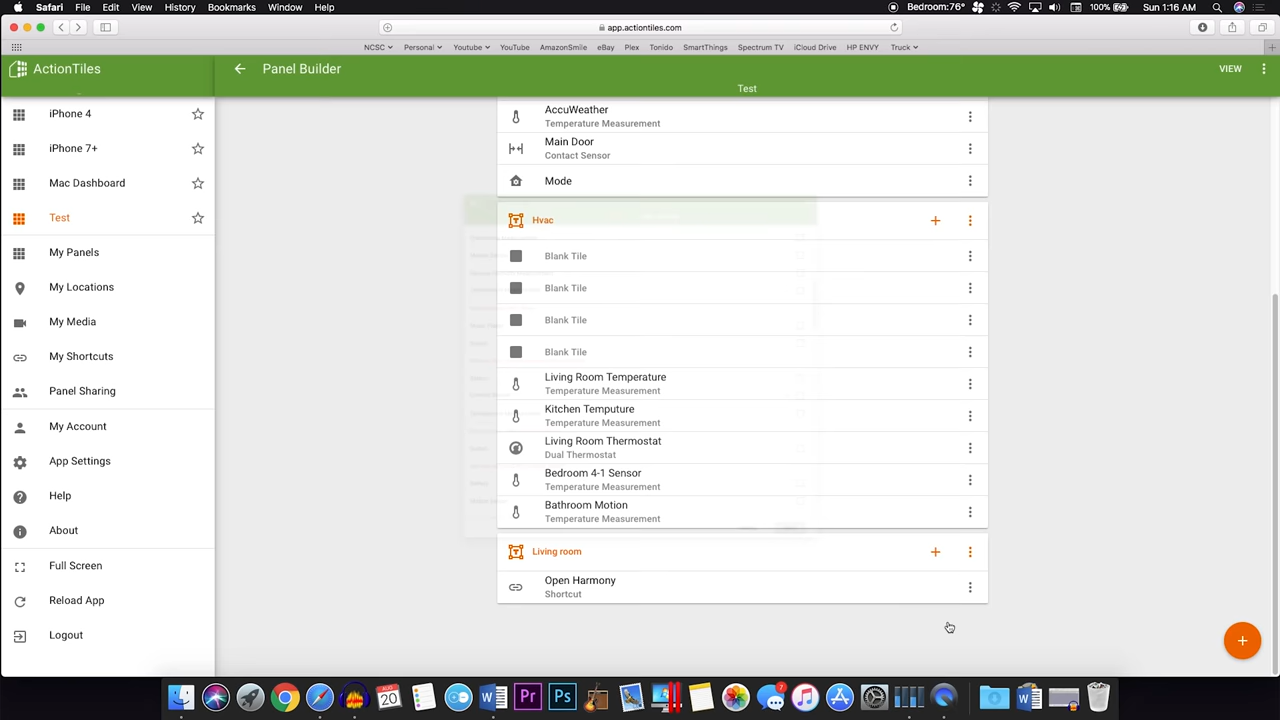 Safari File Edit View History Bookmarks Window Help Bedroom:76° 100% Sun 1:16 AM
app.actiontiles.com
NCSC Personal Youtube YouTube AmazonSmile eBay Plex Tonido SmartThings Spectrum TV iCloud Drive HP ENVY Truck
ActionTiles
Panel Builder
VIEW
Test
iPhone 4
iPhone 7+
Mac Dashboard
Test
My Panels
My Locations
My Media
My Shortcuts
Panel Sharing
My Account
App Settings
Help
About
Full Screen
Reload App
Logout
AccuWeather
Temperature Measurement
Main Door
Contact Sensor
Mode
Hvac
Blank Tile
Blank Tile
Blank Tile
Blank Tile
Living Room Temperature
Temperature Measurement
Kitchen Temputure
Temperature Measurement
Living Room Thermostat
Dual Thermostat
Bedroom 4-1 Sensor
Temperature Measurement
Bathroom Motion
Temperature Measurement
Living room
Open Harmony
Shortcut
AUG
20
W
Pr
Ps
7
W